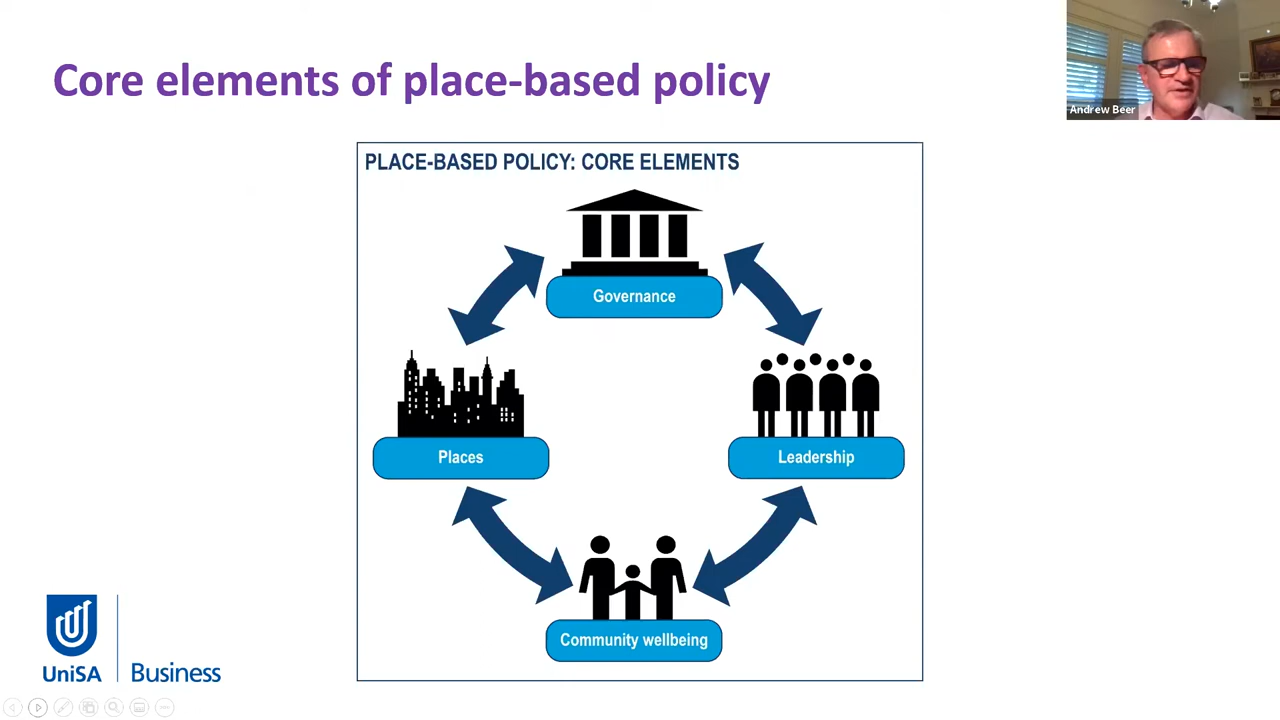 Core elements of place-based policy
Andrew Beer
PLACE-BASED POLICY: CORE ELEMENTS
Governance
Places
Leadership
Community wellbeing
UniSA
Business